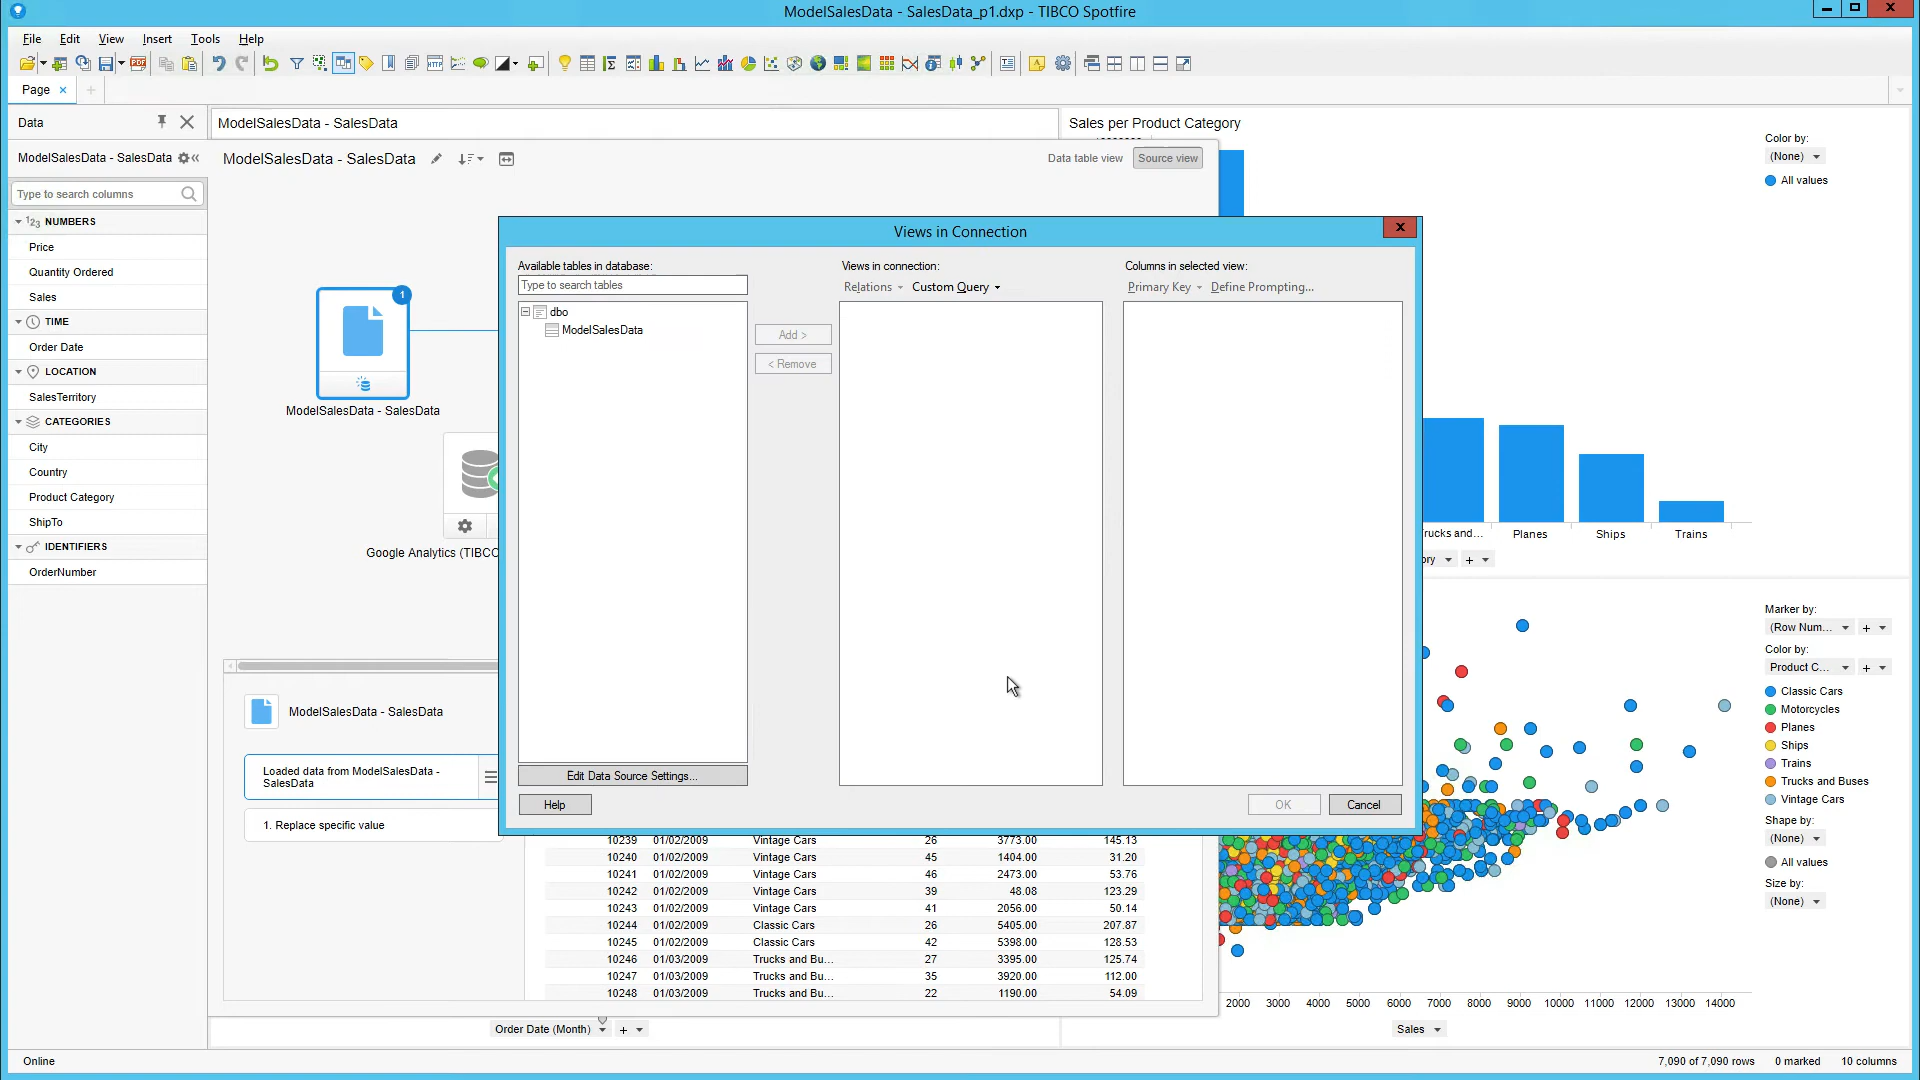 ModelSalesData - SalesData_p1.dxp - TIBCO Spotfire
File Edit View Insert Tools Help
Page
Data
ModelSalesData - SalesData
Type to search columns
NUMBERS
Price
Quantity Ordered
Sales
TIME
Order Date
LOCATION
SalesTerritory
CATEGORIES
City
Country
Product Category
ShipTo
IDENTIFIERS
OrderNumber
ModelSalesData - SalesData
ModelSalesData - SalesData
Data table view Source view
1
ModelSalesData - SalesData
Google Analytics (TIBCO
ModelSalesData - SalesData
Loaded data from ModelSalesData -
SalesData
1. Replace specific value
Views in Connection
Available tables in database:
Type to search tables
dbo
ModelSalesData
Edit Data Source Settings...
Help
Add >
< Remove
Views in connection:
Relations Custom Query
Columns in selected view:
Primary Key Define Prompting...
OK Cancel
10239 01/02/2009 Vintage Cars 26 3773.00 145.13
10240 01/02/2009 Vintage Cars 45 1404.00 31.20
10241 01/02/2009 Vintage Cars 46 2473.00 53.76
10242 01/02/2009 Vintage Cars 39 48.08 123.29
10243 01/02/2009 Vintage Cars 41 2056.00 50.14
10244 01/02/2009 Classic Cars 26 5405.00 207.87
10245 01/02/2009 Classic Cars 42 5398.00 128.53
10246 01/03/2009 Trucks and Bu... 27 3395.00 125.74
10247 01/03/2009 Trucks and Bu... 35 3920.00 112.00
10248 01/03/2009 Trucks and Bu... 22 1190.00 54.09
Order Date (Month) +
Sales per Product Category
Color by:
(None)
All values
rucks and... Planes Ships Trains
ory +
Marker by:
(Row Num... +
Color by:
Product C... +
Classic Cars
Motorcycles
Planes
Ships
Trains
Trucks and Buses
Vintage Cars
Shape by:
(None)
All values
Size by:
(None)
2000 3000 4000 5000 6000 7000 8000 9000 10000 11000 12000 13000 14000
Sales
Online
7,090 of 7,090 rows 0 marked 10 columns